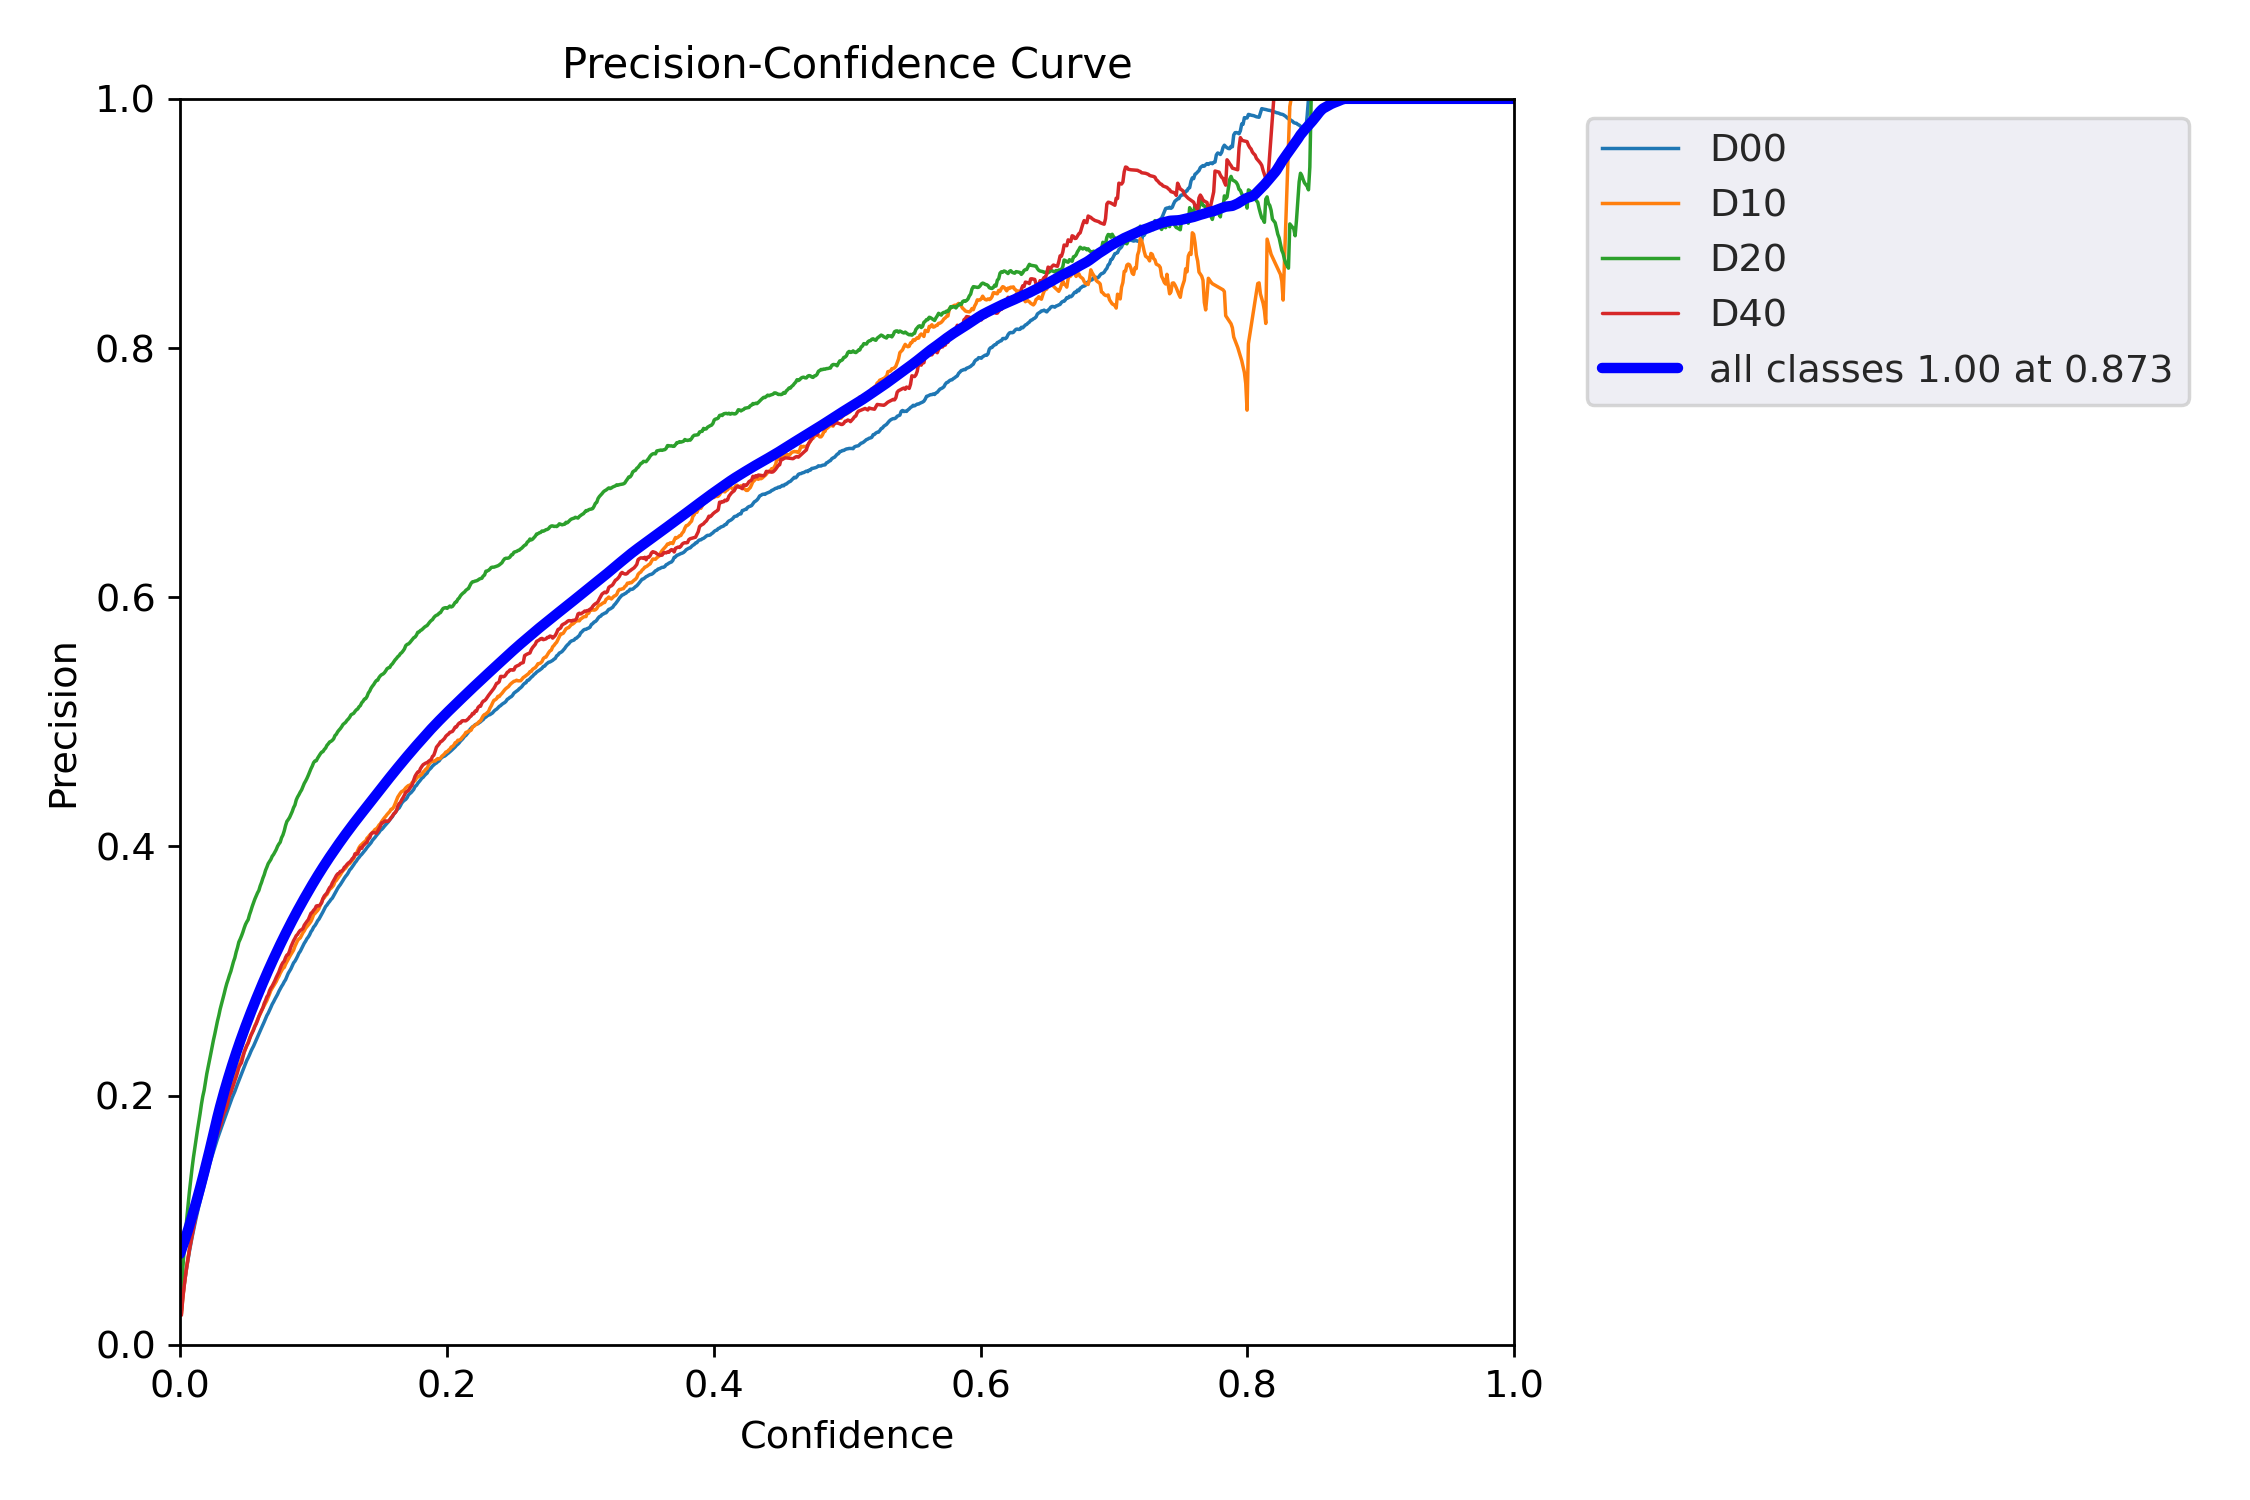 Precision-Confidence Curve
1.0
0.8
0.6
0.4
0.2
0.0
Precision
0.0 0.2 0.4 0.6 0.8 1.0
Confidence
D00
D10
D20
D40
all classes 1.00 at 0.873